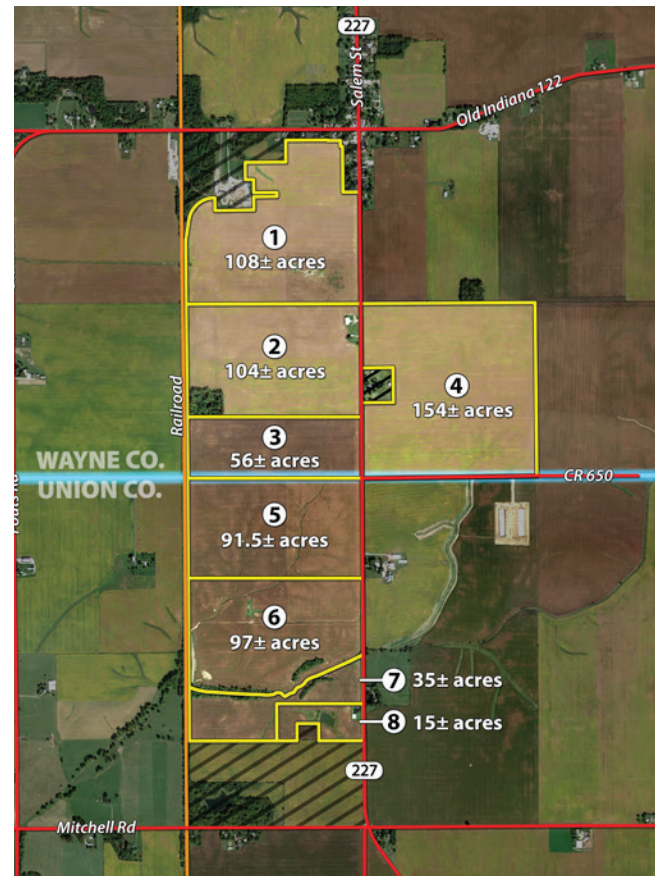 227
Salem St
Old Indiana 122
1
108± acres
2
104± acres
4
154± acres
Railroad
3
56± acres
WAYNE CO.
UNION CO.
CR 650
5
91.5± acres
6
97± acres
7 35± acres
8 15± acres
227
Mitchell Rd